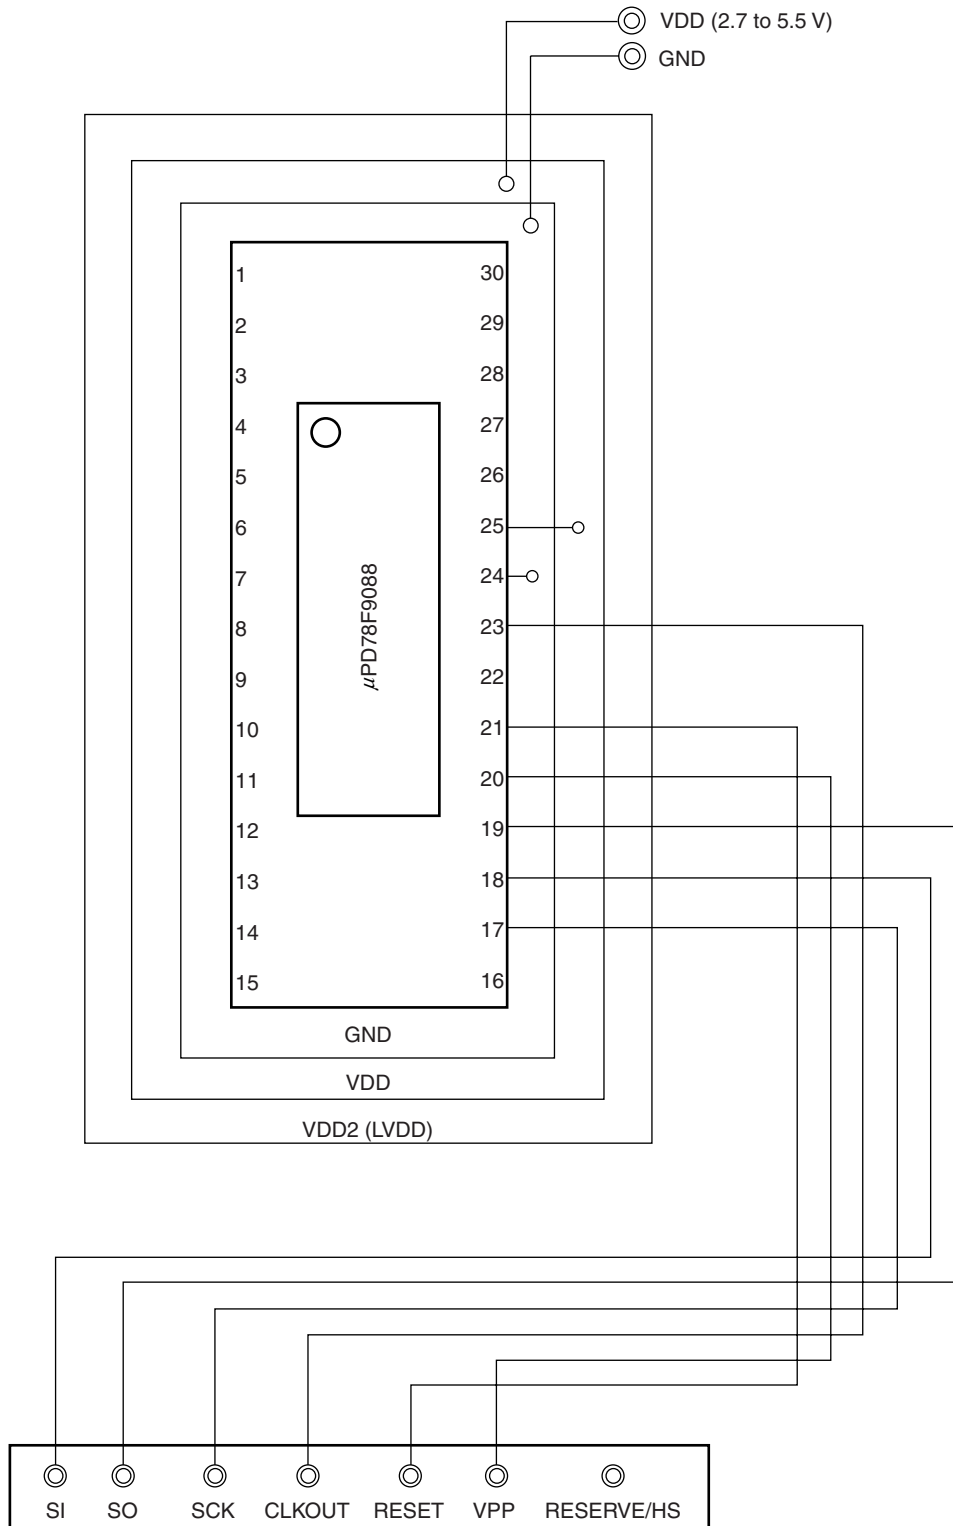 VDD (2.7 to 5.5 V)
GND
1 30
2 29
3 28
4 27
5 26
6 25
7 24
8 23
9 22
10 21
11 20
12 19
13 18
14 17
15 16
μPD78F9088
GND
VDD
VDD2 (LVDD)
SI SO SCK CLKOUT RESET VPP RESERVE/HS